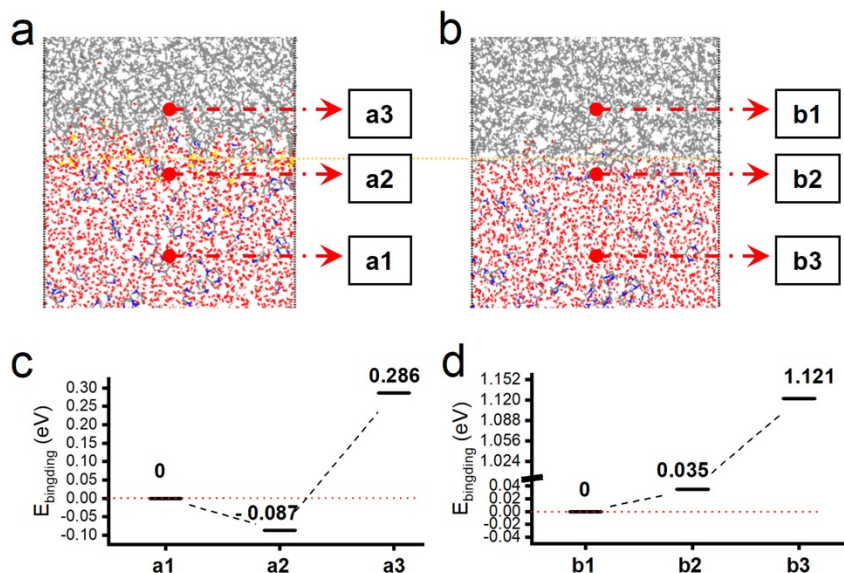 a
b
a3
a2
a1
b1
b2
b3
c
E_bingding (eV)
0.30
0.25
0.20
0.15
0.10
0.05
0.00
-0.05
-0.10
0
-0.087
0.286
a1 a2 a3
d
E_bingding (eV)
1.152
1.120
1.088
1.056
1.024
0.04
0.02
0.00
-0.02
-0.04
0
0.035
1.121
b1 b2 b3